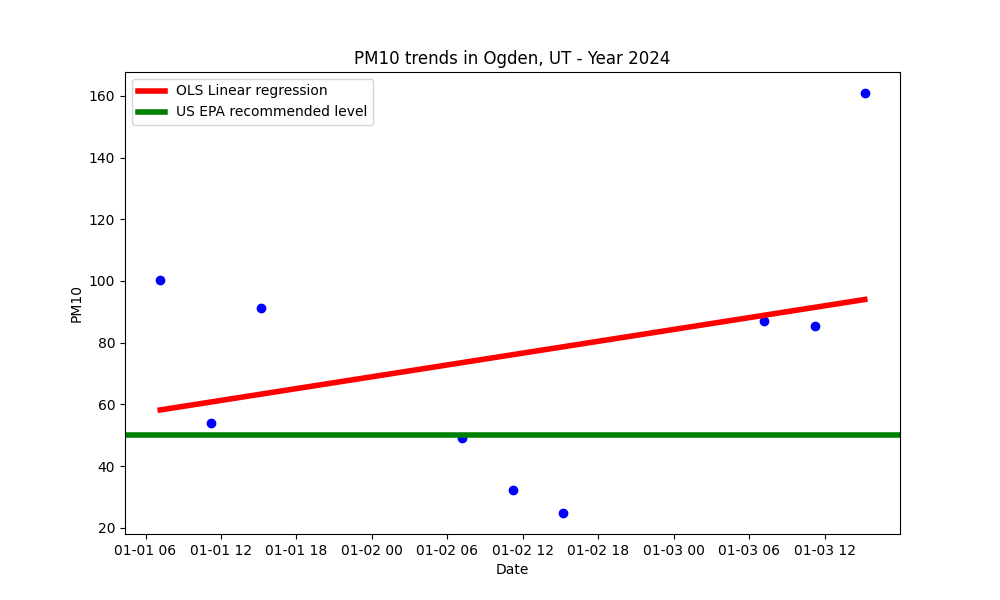 PM10 trends in Ogden, UT - Year 2024
OLS Linear regression
US EPA recommended level
160
140
120
100
80
60
40
20
PM10
01-01 06 01-01 12 01-01 18 01-02 00 01-02 06 01-02 12 01-02 18 01-03 00 01-03 06 01-03 12
Date